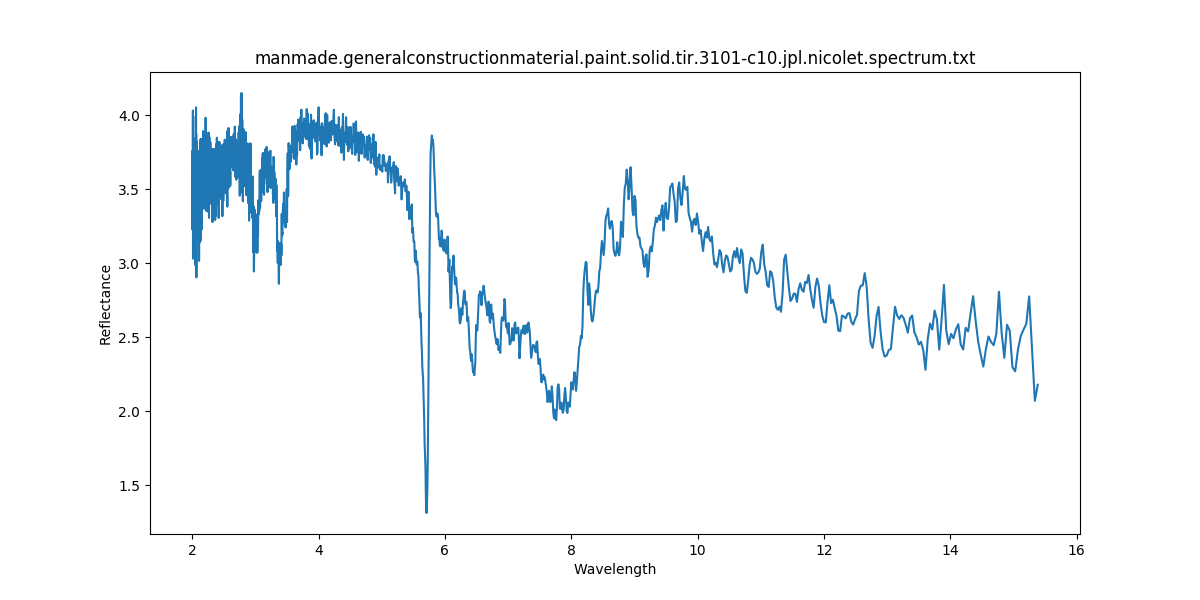 manmade.generalconstructionmaterial.paint.solid.tir.3101-c10.jpl.nicolet.spectrum.txt
4.0
3.5
3.0
2.5
2.0
1.5
Reflectance
2 4 6 8 10 12 14 16
Wavelength